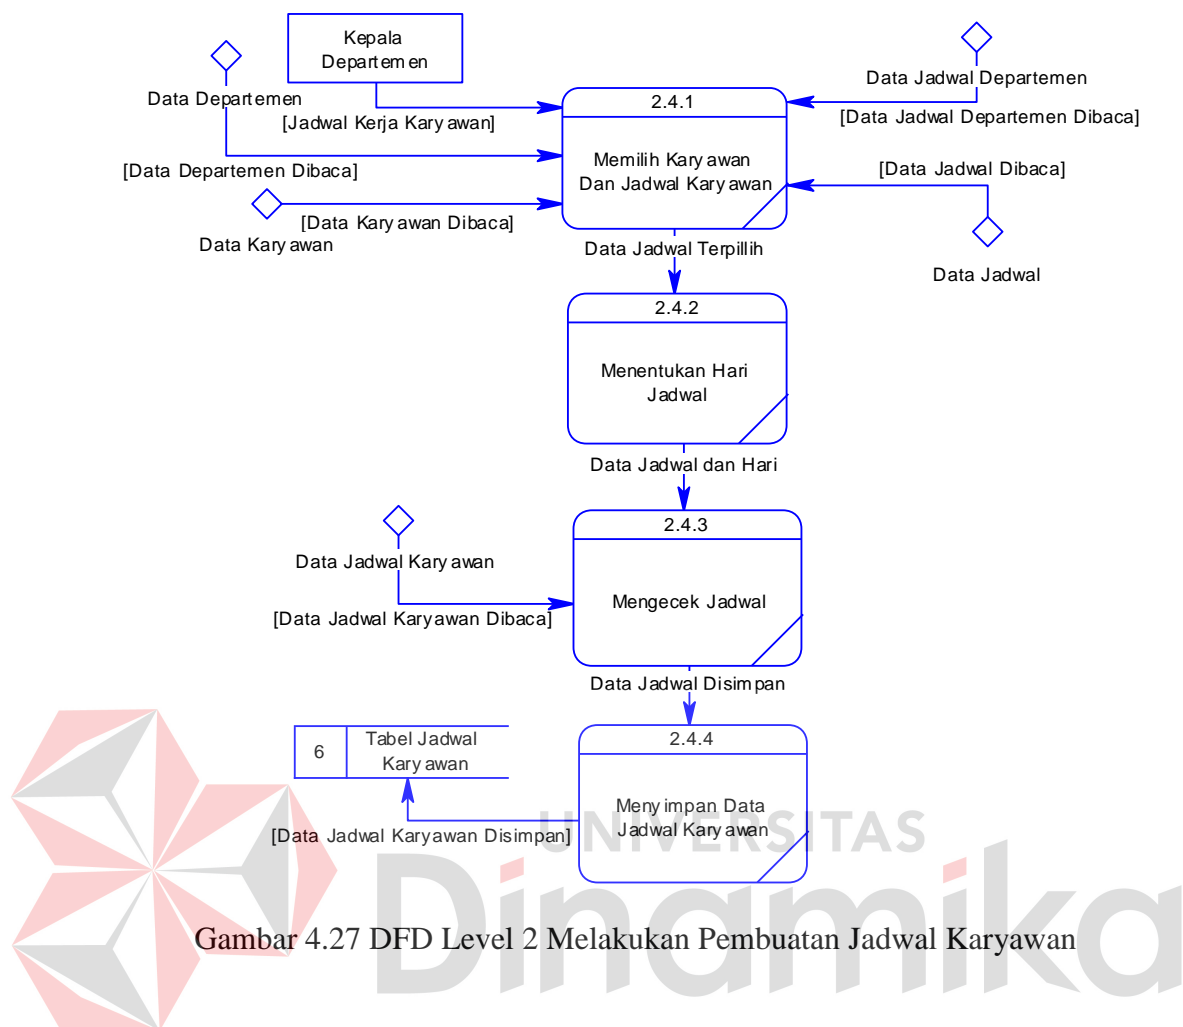 Kepala
Departemen
Data Departemen
[Jadwal Kerja Karyawan]
[Data Departemen Dibaca]
[Data Karyawan Dibaca]
Data Karyawan
Data Jadwal Departemen
[Data Jadwal Departemen Dibaca]
[Data Jadwal Dibaca]
Data Jadwal
2.4.1
Memilih Karyawan
Dan Jadwal Karyawan
Data Jadwal Terpillih
2.4.2
Menentukan Hari
Jadwal
Data Jadwal dan Hari
2.4.3
Mengecek Jadwal
Data Jadwal Karyawan
[Data Jadwal Karyawan Dibaca]
Data Jadwal Disimpan
2.4.4
Menyimpan Data
Jadwal Karyawan
6
Tabel Jadwal
Karyawan
[Data Jadwal Karyawan Disimpan]
UNIVERSITAS
Dinamika
Gambar 4.27 DFD Level 2 Melakukan Pembuatan Jadwal Karyawan